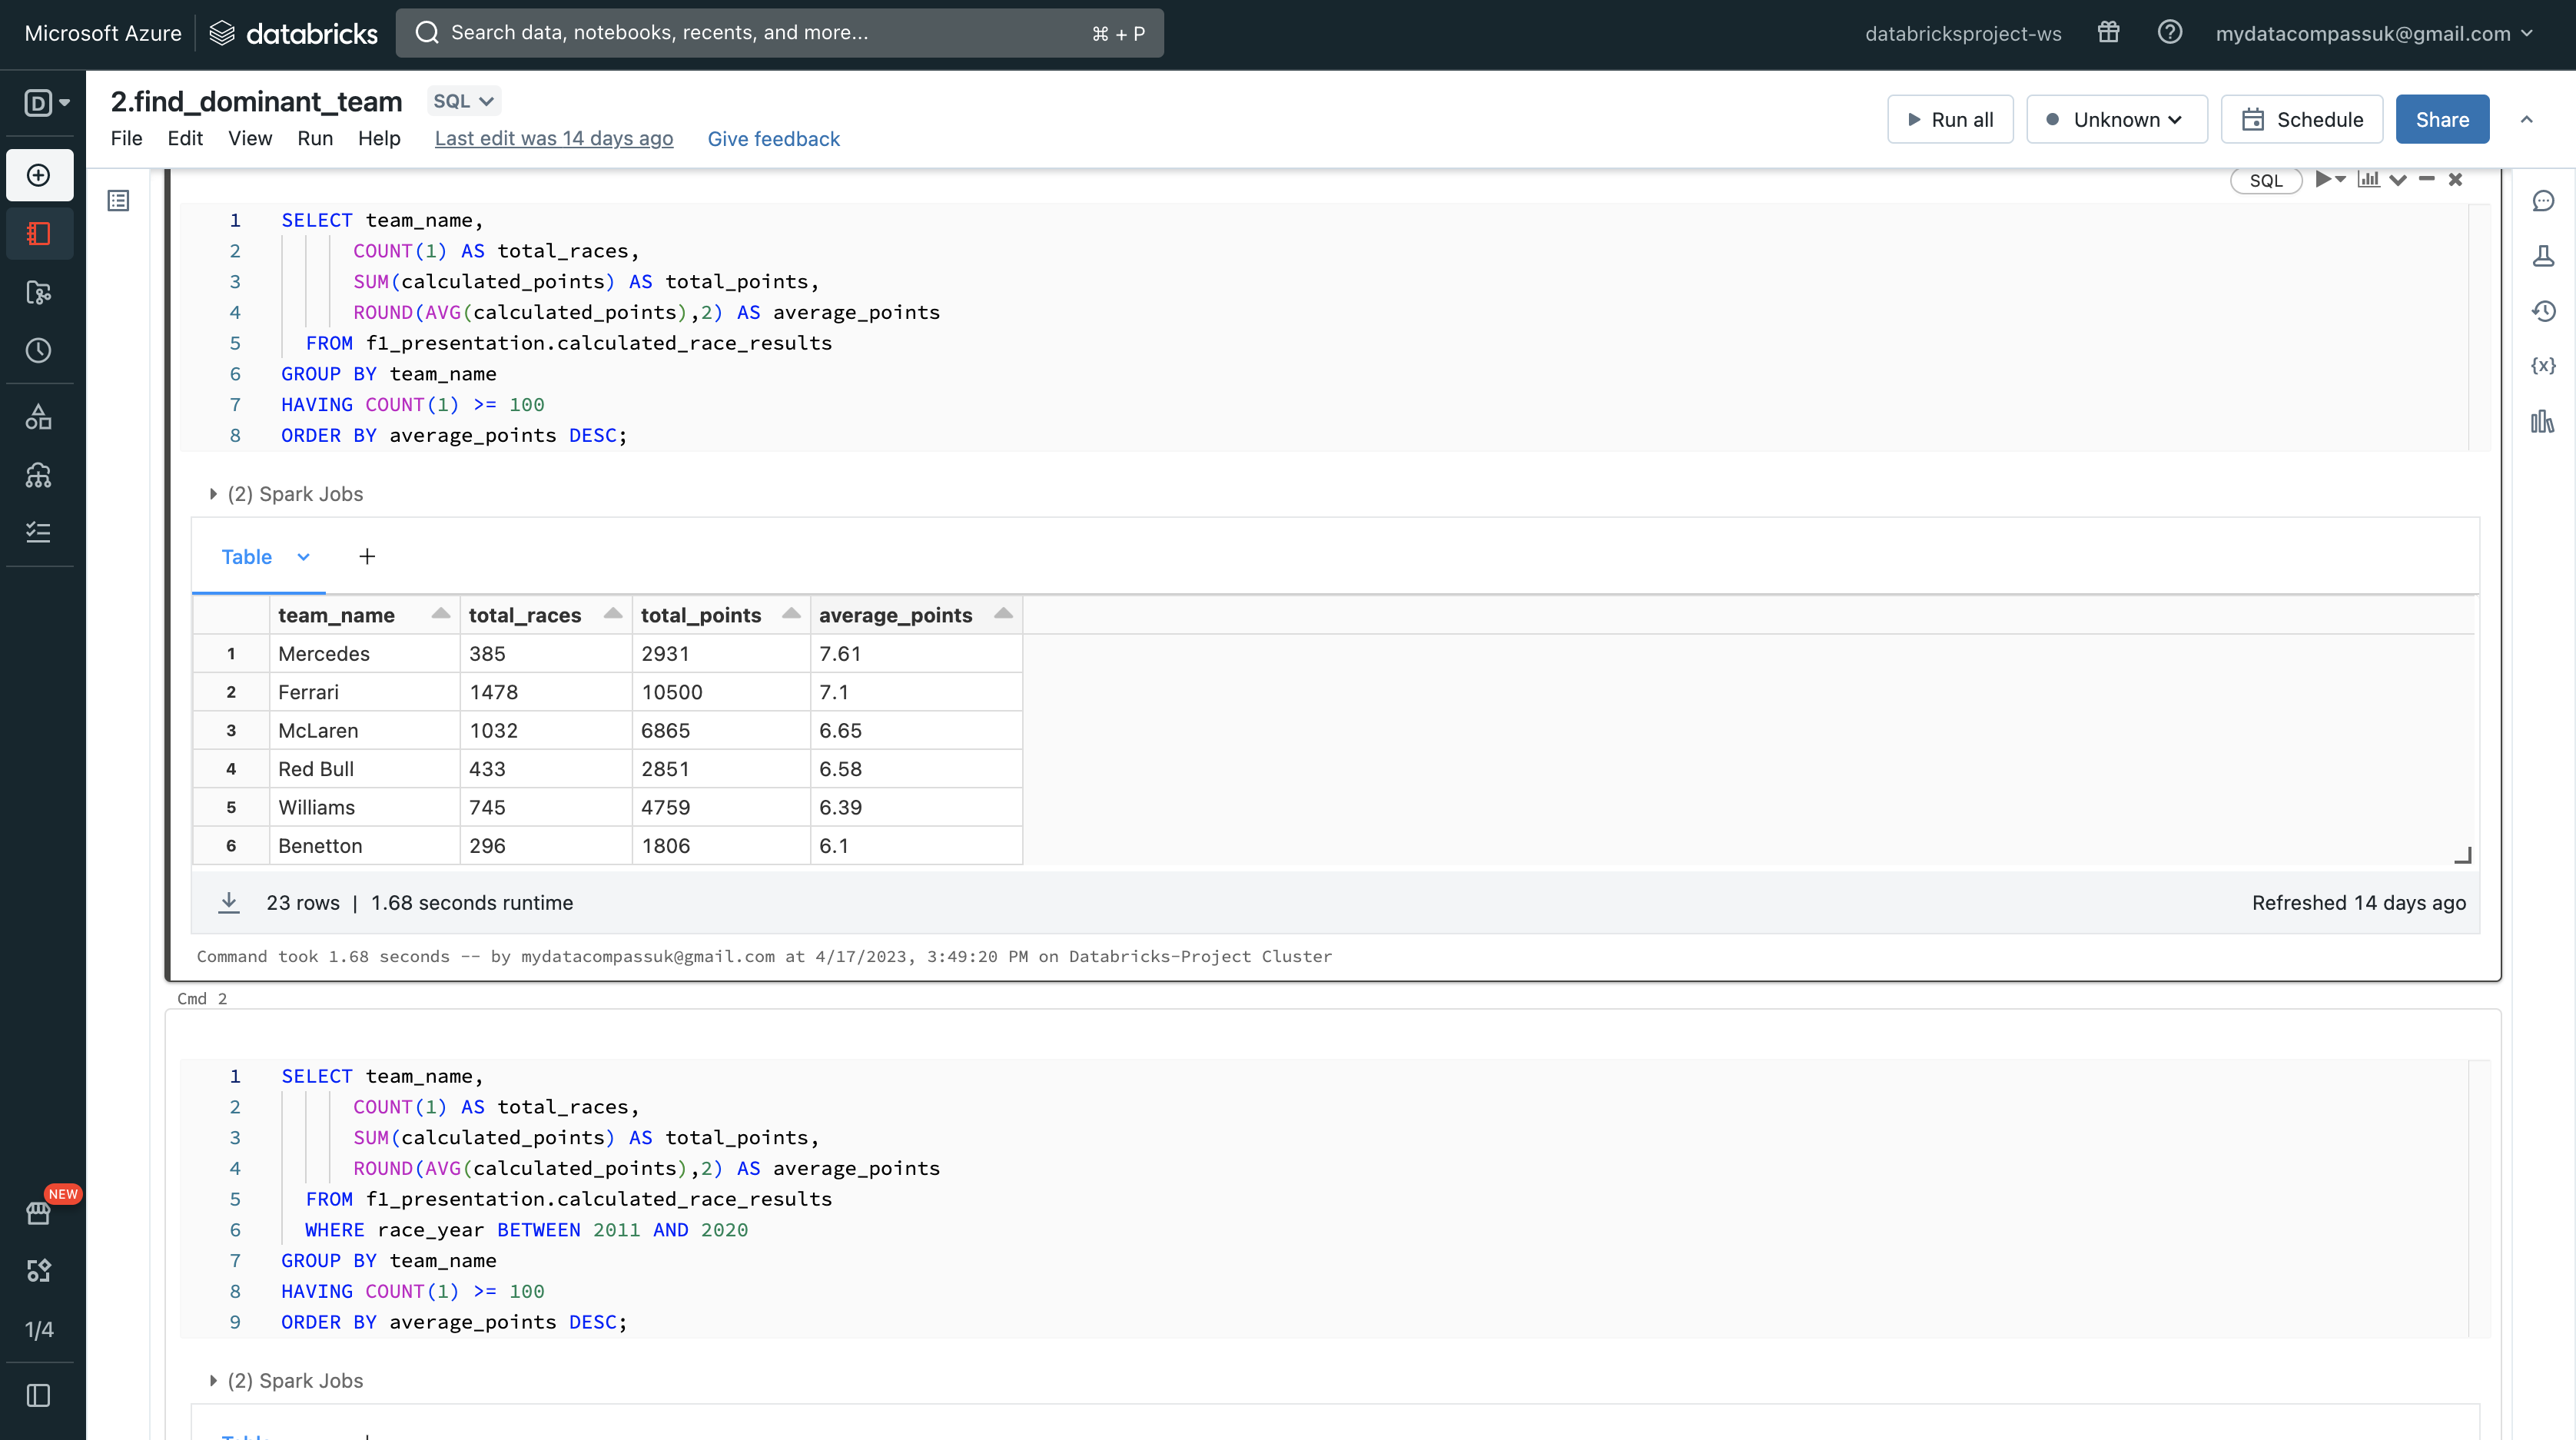 Microsoft Azure databricks Search data, notebooks, recents, and more... ⌘ + P databricksproject-ws mydatacompassuk@gmail.com
D 2.find_dominant_team SQL
File Edit View Run Help Last edit was 14 days ago Give feedback Run all Unknown Schedule Share
SQL
1 SELECT team_name,
2 COUNT(1) AS total_races,
3 SUM(calculated_points) AS total_points,
4 ROUND(AVG(calculated_points),2) AS average_points
5 FROM f1_presentation.calculated_race_results
6 GROUP BY team_name
7 HAVING COUNT(1) >= 100
8 ORDER BY average_points DESC;
{x}
(2) Spark Jobs
Table +
team_name total_races total_points average_points
1 Mercedes 385 2931 7.61
2 Ferrari 1478 10500 7.1
3 McLaren 1032 6865 6.65
4 Red Bull 433 2851 6.58
5 Williams 745 4759 6.39
6 Benetton 296 1806 6.1
23 rows | 1.68 seconds runtime Refreshed 14 days ago
Command took 1.68 seconds -- by mydatacompassuk@gmail.com at 4/17/2023, 3:49:20 PM on Databricks-Project Cluster
Cmd 2
1 SELECT team_name,
2 COUNT(1) AS total_races,
3 SUM(calculated_points) AS total_points,
4 ROUND(AVG(calculated_points),2) AS average_points
5 FROM f1_presentation.calculated_race_results
6 WHERE race_year BETWEEN 2011 AND 2020
7 GROUP BY team_name
8 HAVING COUNT(1) >= 100
9 ORDER BY average_points DESC;
NEW
1/4
(2) Spark Jobs